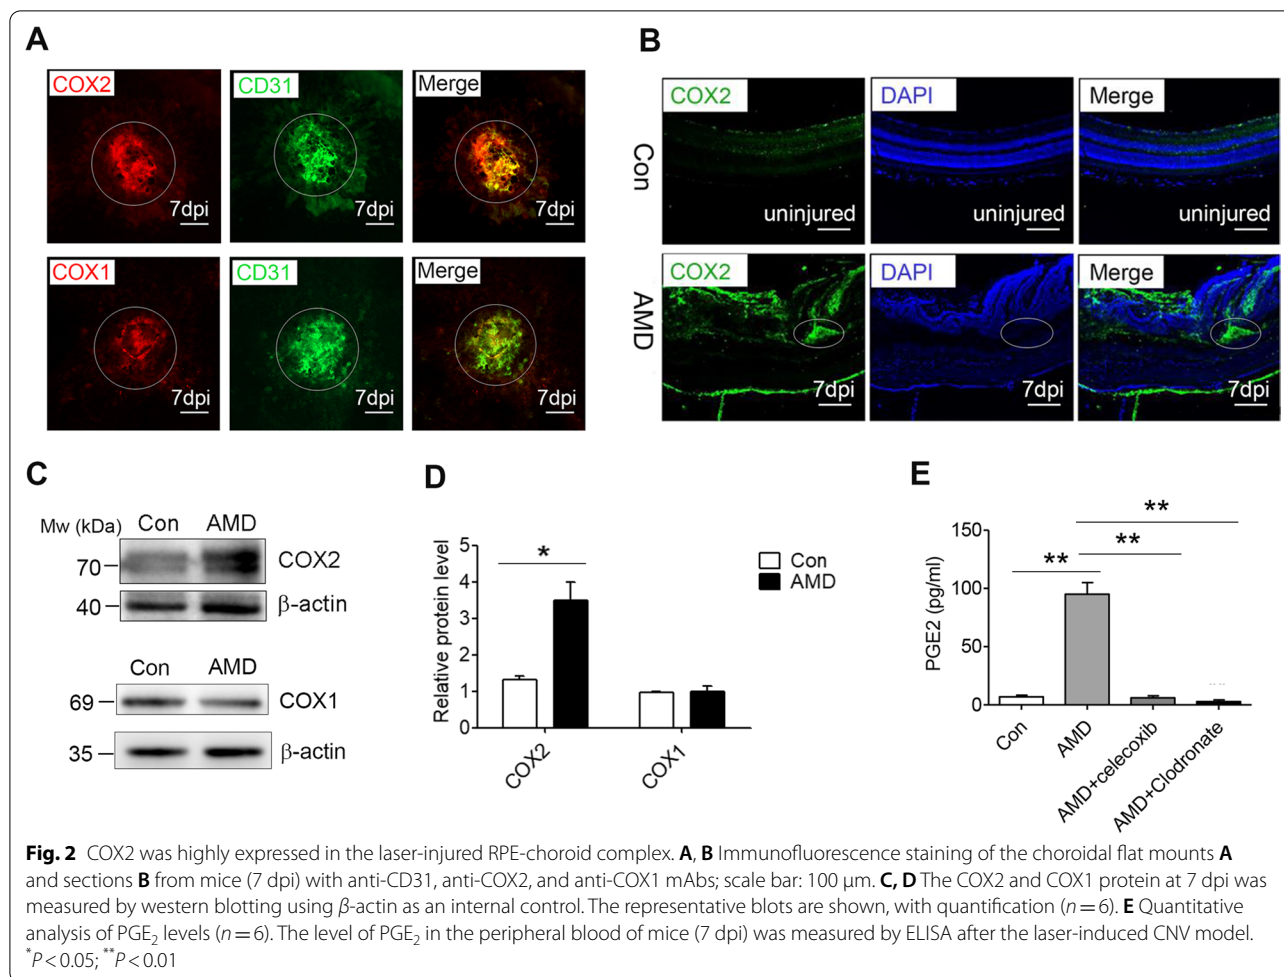 A
COX2
CD31
Merge
7dpi
7dpi
7dpi
COX1
CD31
Merge
7dpi
7dpi
7dpi
B
Con
COX2
DAPI
Merge
uninjured
uninjured
uninjured
AMD
COX2
DAPI
Merge
7dpi
7dpi
7dpi
C
Mw (kDa)
Con AMD
70
COX2
40
β-actin
Con AMD
69
COX1
35
β-actin
D
Relative protein level
5
4
3
2
1
0
*
Con
AMD
COX2
COX1
E
PGE2 (pg/ml)
150
100
50
0
**
**
**
Con
AMD
AMD+celecoxib
AMD+Clodronate
Fig. 2 COX2 was highly expressed in the laser-injured RPE-choroid complex. A, B Immunofluorescence staining of the choroidal flat mounts A
and sections B from mice (7 dpi) with anti-CD31, anti-COX2, and anti-COX1 mAbs; scale bar: 100 μm. C, D The COX2 and COX1 protein at 7 dpi was
measured by western blotting using β-actin as an internal control. The representative blots are shown, with quantification (n = 6). E Quantitative
analysis of PGE₂ levels (n = 6). The level of PGE₂ in the peripheral blood of mice (7 dpi) was measured by ELISA after the laser-induced CNV model.
*P < 0.05; **P < 0.01